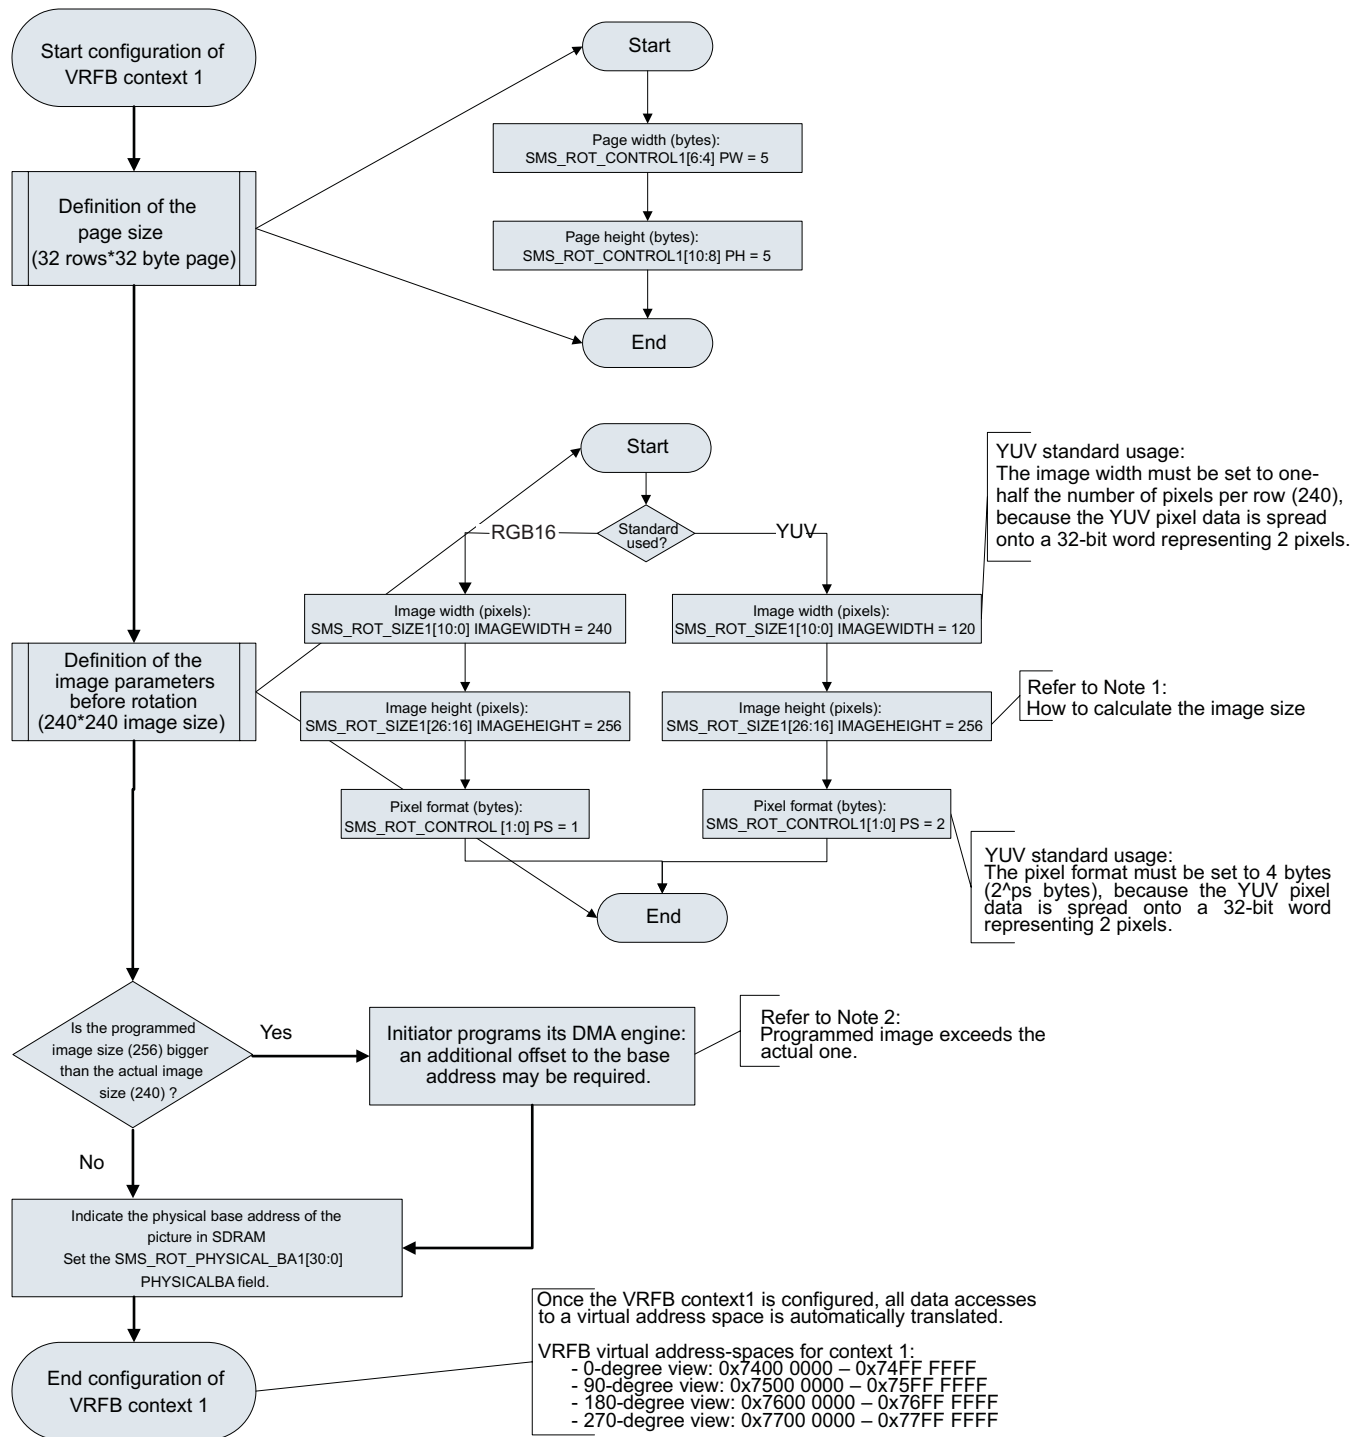 Start configuration of
VRFB context 1
Start
Page width (bytes):
SMS_ROT_CONTROL1[6:4] PW = 5
Definition of the
page size
(32 rows*32 byte page)
Page height (bytes):
SMS_ROT_CONTROL1[10:8] PH = 5
End
Start
YUV standard usage:
The image width must be set to one-
half the number of pixels per row (240),
because the YUV pixel data is spread
onto a 32-bit word representing 2 pixels.
RGB16
Standard
used?
YUV
Image width (pixels):
SMS_ROT_SIZE1[10:0] IMAGEWIDTH = 240
Image width (pixels):
SMS_ROT_SIZE1[10:0] IMAGEWIDTH = 120
Definition of the
image parameters
before rotation
(240*240 image size)
Image height (pixels):
SMS_ROT_SIZE1[26:16] IMAGEHEIGHT = 256
Image height (pixels):
SMS_ROT_SIZE1[26:16] IMAGEHEIGHT = 256
Refer to Note 1:
How to calculate the image size
Pixel format (bytes):
SMS_ROT_CONTROL [1:0] PS = 1
Pixel format (bytes):
SMS_ROT_CONTROL1[1:0] PS = 2
YUV standard usage:
The pixel format must be set to 4 bytes
(2^ps bytes), because the YUV pixel
data is spread onto a 32-bit word
representing 2 pixels.
End
Is the programmed
image size (256) bigger
than the actual image
size (240) ?
Yes
Initiator programs its DMA engine:
an additional offset to the base
address may be required.
Refer to Note 2:
Programmed image exceeds the
actual one.
No
Indicate the physical base address of the
picture in SDRAM
Set the SMS_ROT_PHYSICAL_BA1[30:0]
PHYSICALBA field.
End configuration of
VRFB context 1
Once the VRFB context1 is configured, all data accesses
to a virtual address space is automatically translated.
VRFB virtual address-spaces for context 1:
- 0-degree view: 0x7400 0000 – 0x74FF FFFF
- 90-degree view: 0x7500 0000 – 0x75FF FFFF
- 180-degree view: 0x7600 0000 – 0x76FF FFFF
- 270-degree view: 0x7700 0000 – 0x77FF FFFF